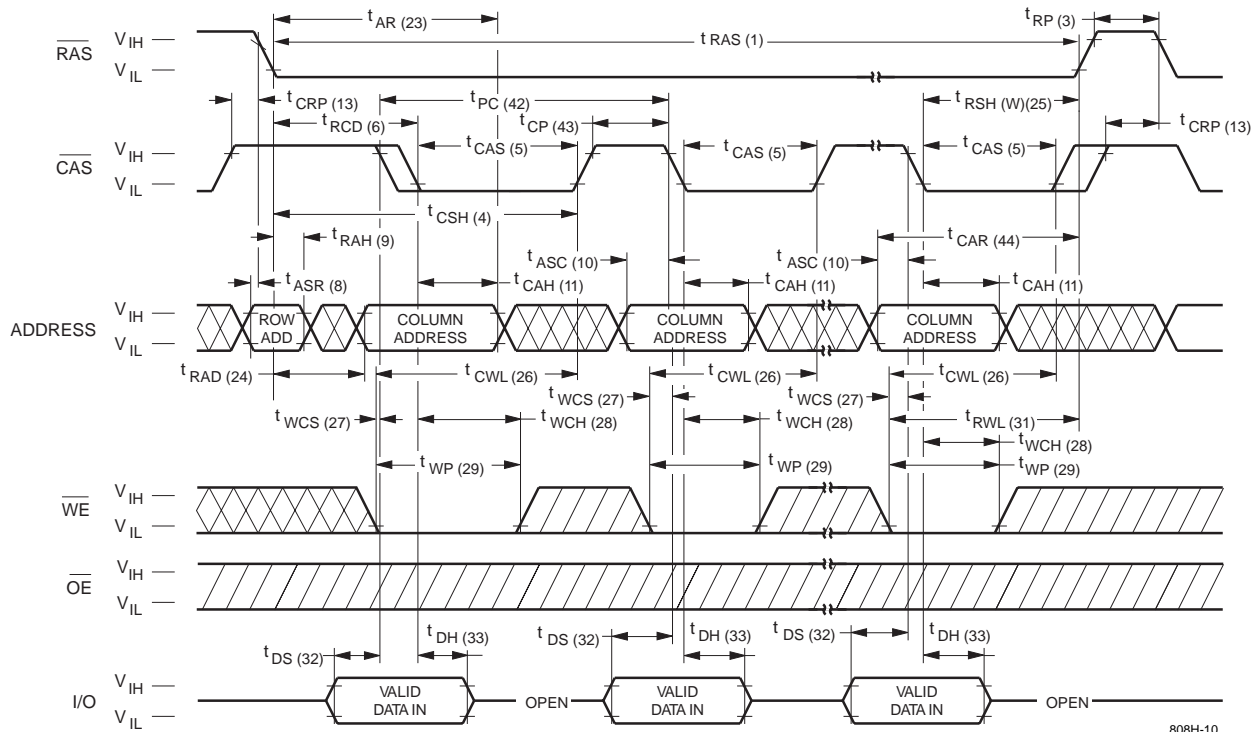 t AR (23)
t RP (3)
RAS
V IH
t RAS (1)
V IL
t CRP (13)
t PC (42)
t RSH (W)(25)
t RCD (6)
t CP (43)
t CRP (13)
CAS
V IH
t CAS (5)
t CAS (5)
t CAS (5)
V IL
t CSH (4)
t RAH (9)
t CAR (44)
t ASC (10)
t ASC (10)
t ASR (8)
t CAH (11)
t CAH (11)
t CAH (11)
ADDRESS
V IH
ROW
ADD
COLUMN
ADDRESS
COLUMN
ADDRESS
COLUMN
ADDRESS
V IL
t RAD (24)
t CWL (26)
t CWL (26)
t CWL (26)
t WCS (27)
t WCS (27)
t WCS (27)
t WCH (28)
t WCH (28)
t RWL (31)
t WCH (28)
t WP (29)
t WP (29)
t WP (29)
WE
V IH
V IL
OE
V IH
V IL
t DS (32)
t DH (33)
t DS (32)
t DH (33)
t DS (32)
t DH (33)
I/O
V IH
V IL
VALID
DATA IN
OPEN
VALID
DATA IN
VALID
DATA IN
OPEN
808H-10